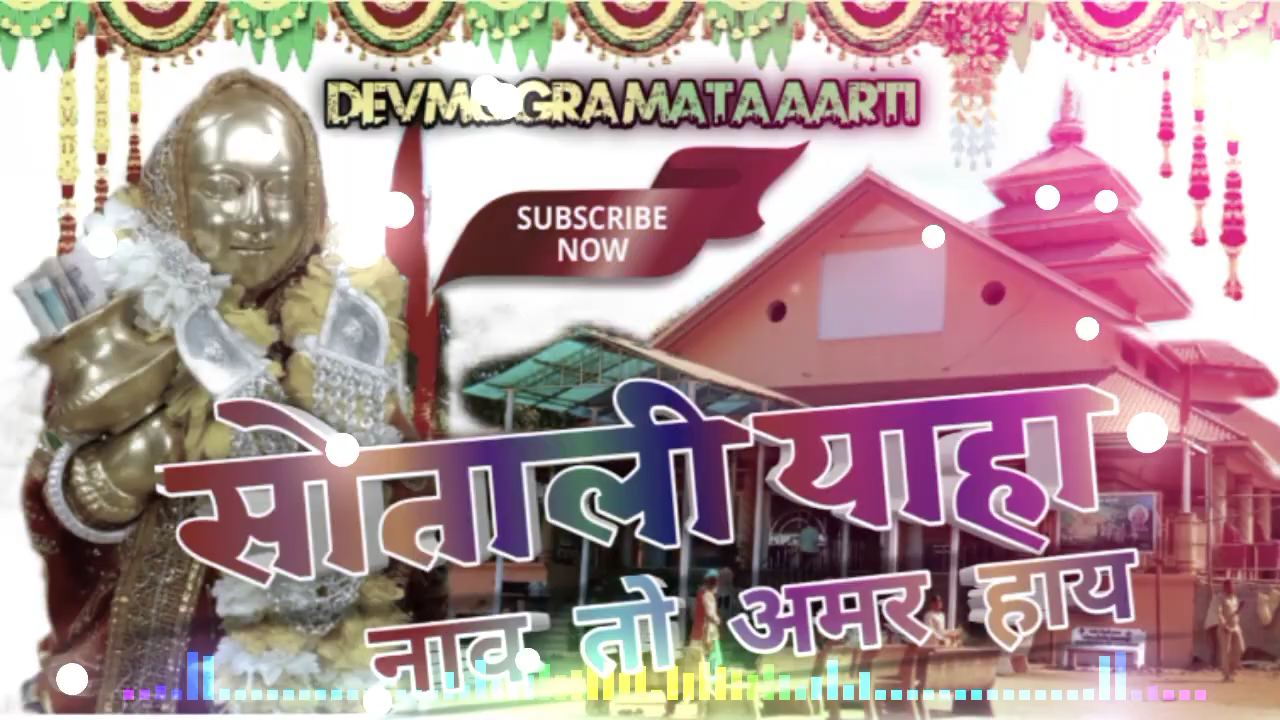 DEVMOGRA MATA AARTI
SUBSCRIBE
NOW
सोताली याहा
नाव तो अमर हाय